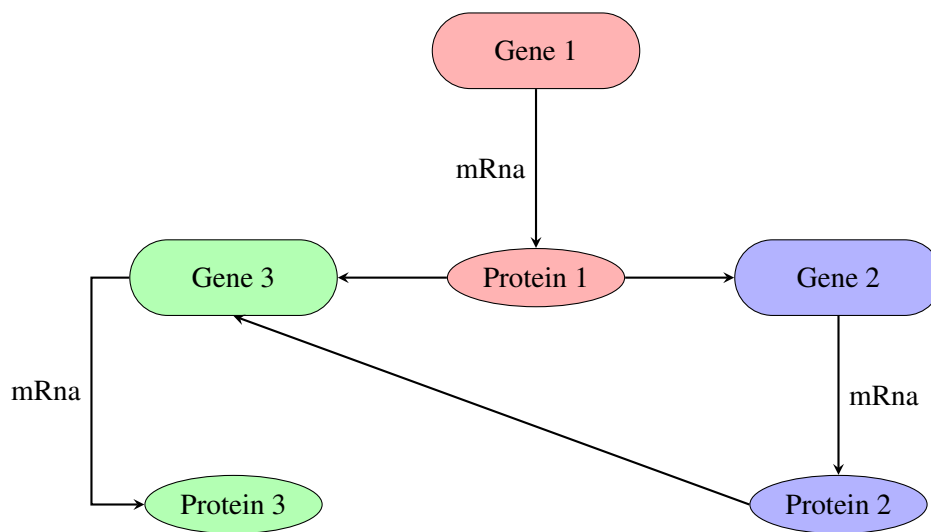 Gene 1
mRna
Gene 3
Protein 1
Gene 2
mRna
mRna
Protein 3
Protein 2